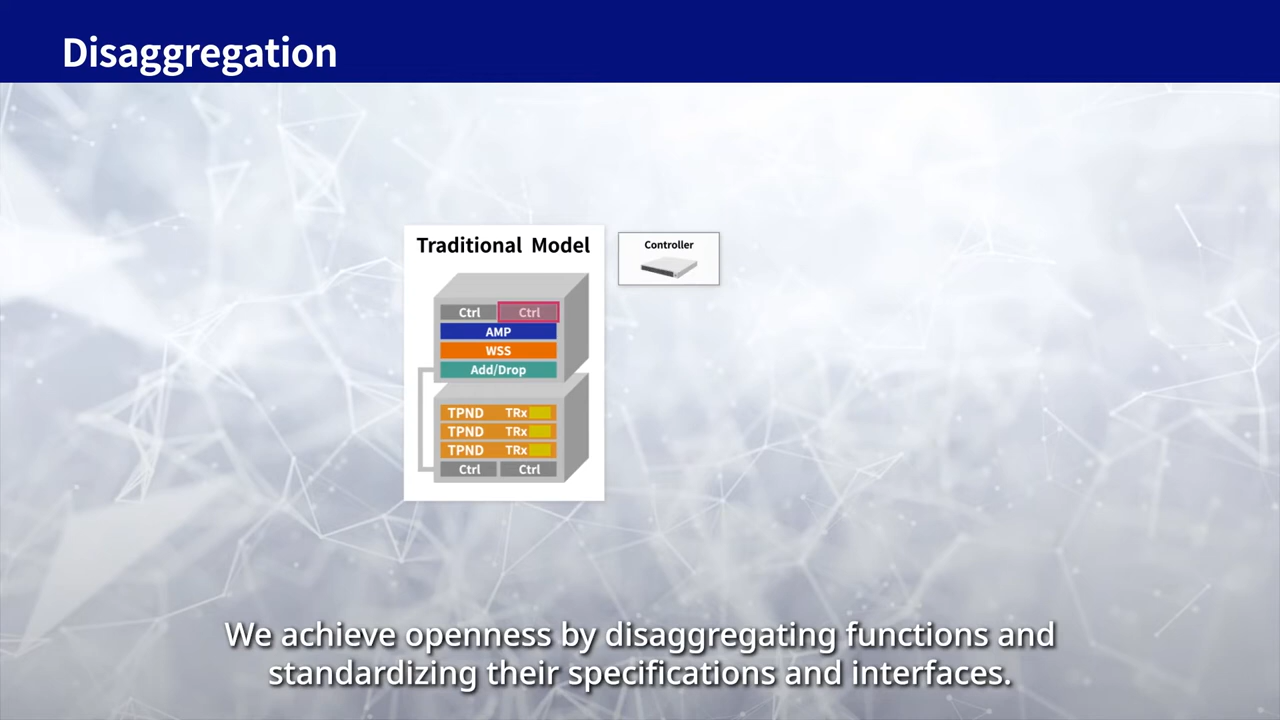 Disaggregation
Traditional Model
Controller
Ctrl Ctrl
AMP
WSS
Add/Drop
TPND TRx
TPND TRx
TPND TRx
Ctrl Ctrl
We achieve openness by disaggregating functions and
standardizing their specifications and interfaces.